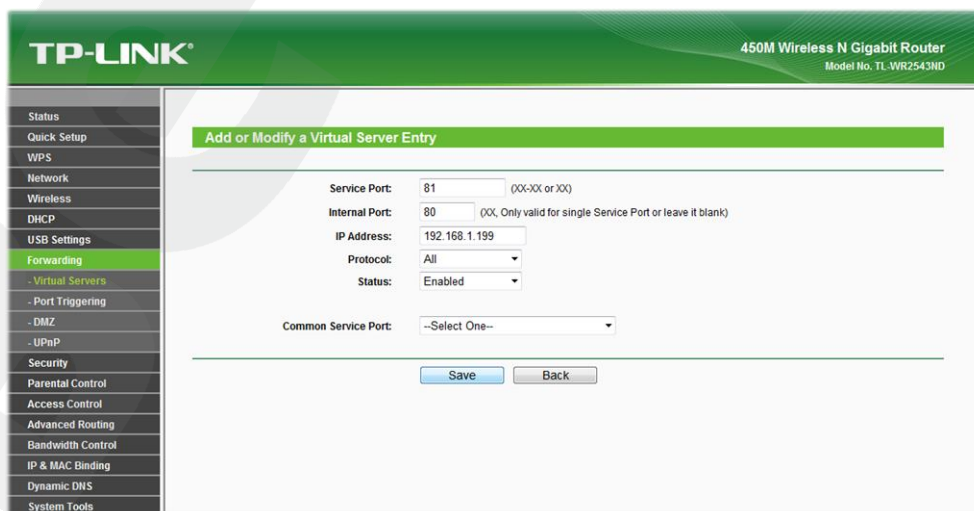 TP-LINK®
450M Wireless N Gigabit Router
Model No. TL-WR2543ND
Status
Quick Setup
WPS
Network
Wireless
DHCP
USB Settings
Forwarding
- Virtual Servers
- Port Triggering
- DMZ
- UPnP
Security
Parental Control
Access Control
Advanced Routing
Bandwidth Control
IP & MAC Binding
Dynamic DNS
System Tools
Add or Modify a Virtual Server Entry
Service Port: 81 (XX-XX or XX)
Internal Port: 80 (XX, Only valid for single Service Port or leave it blank)
IP Address: 192.168.1.199
Protocol: All
Status: Enabled
Common Service Port: --Select One--
Save Back